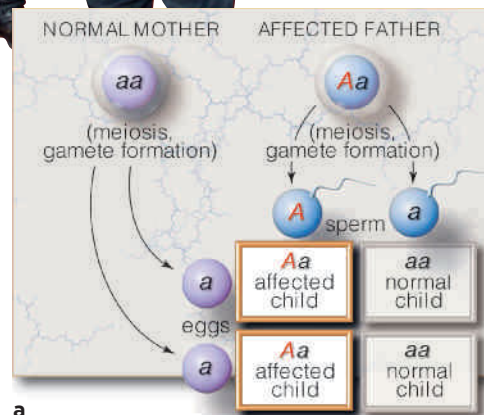 NORMAL MOTHER
AFFECTED FATHER
aa
Aa
(meiosis,
gamete formation)
(meiosis,
gamete formation)
A
sperm
a
a
Aa
affected
child
aa
normal
child
eggs
a
Aa
affected
child
aa
normal
child
a